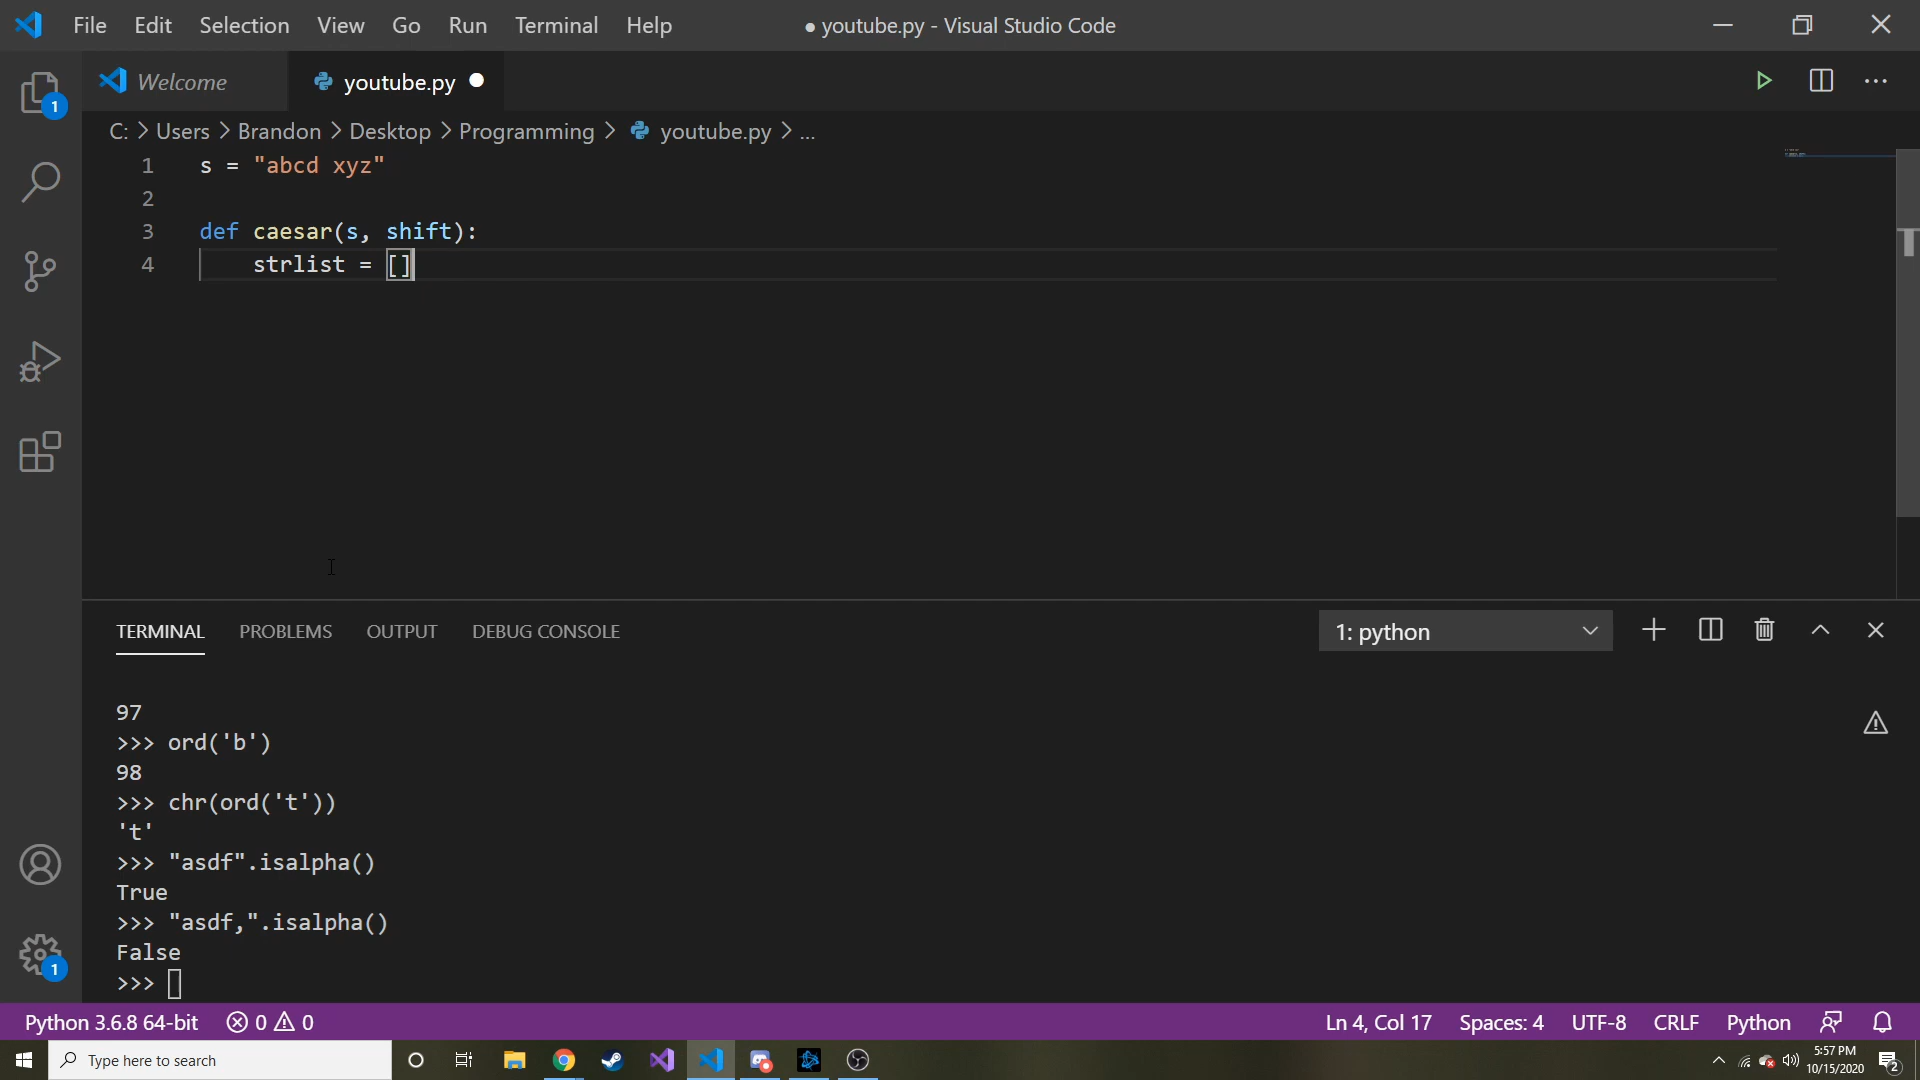 File Edit Selection View Go Run Terminal Help
● youtube.py - Visual Studio Code
Welcome
youtube.py ●
C: > Users > Brandon > Desktop > Programming > youtube.py > ...
1 s = "abcd xyz"
2
3 def caesar(s, shift):
4     strlist = []
1
TERMINAL PROBLEMS OUTPUT DEBUG CONSOLE
1: python
97
>>> ord('b')
98
>>> chr(ord('t'))
't'
>>> "asdf".isalpha()
True
>>> "asdf,".isalpha()
False
>>>
1
Python 3.6.8 64-bit 0 0
Ln 4, Col 17 Spaces: 4 UTF-8 CRLF Python
Type here to search
5:57 PM
10/15/2020
2